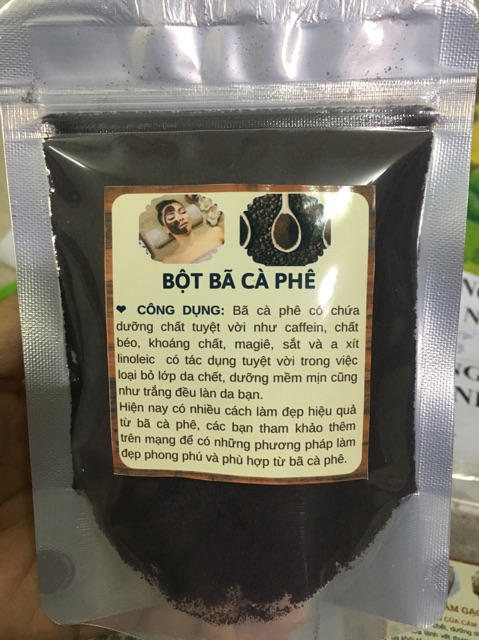 BỘT BÃ CÀ PHÊ
❤ CÔNG DỤNG: Bã cà phê có chứa
dưỡng chất tuyệt vời như caffein, chất
béo, khoáng chất, magiê, sắt và a xít
linoleic có tác dụng tuyệt vời trong việc
loại bỏ lớp da chết, dưỡng mềm mịn cũng
như trắng đều làn da bạn.
Hiện nay có nhiều cách làm đẹp hiệu quả
từ bã cà phê, các bạn tham khảo thêm
trên mạng để có những phương pháp làm
đẹp phong phú và phù hợp từ bã cà phê.